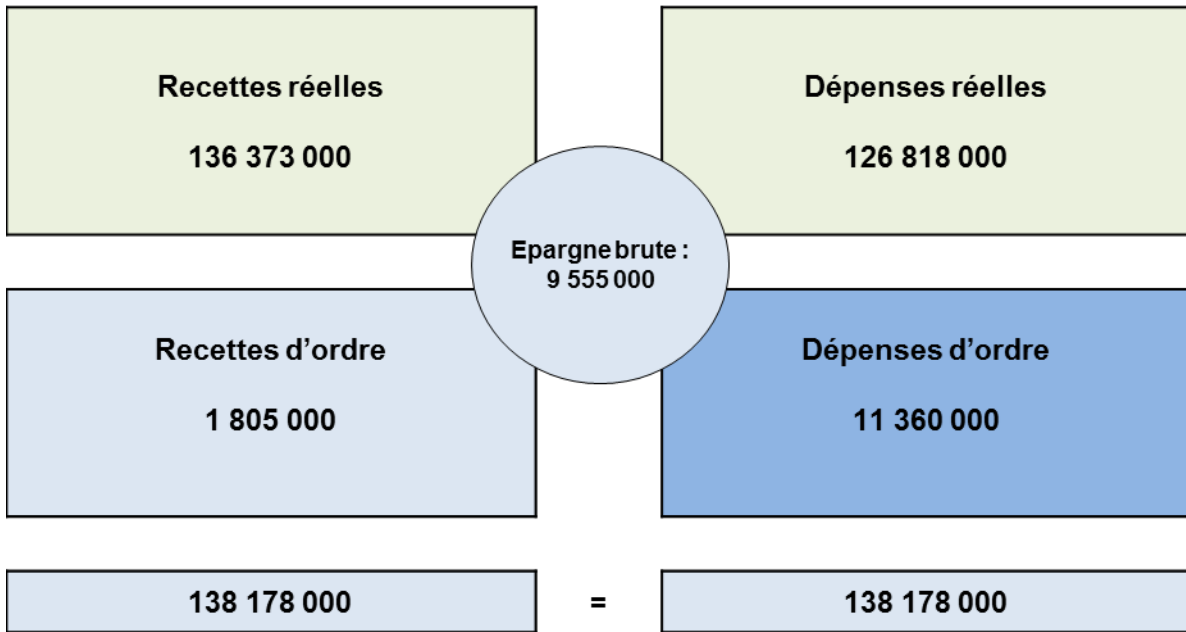 Recettes réelles
136 373 000
Dépenses réelles
126 818 000
Epargne brute :
9 555 000
Recettes d’ordre
1 805 000
Dépenses d’ordre
11 360 000
138 178 000
=
138 178 000